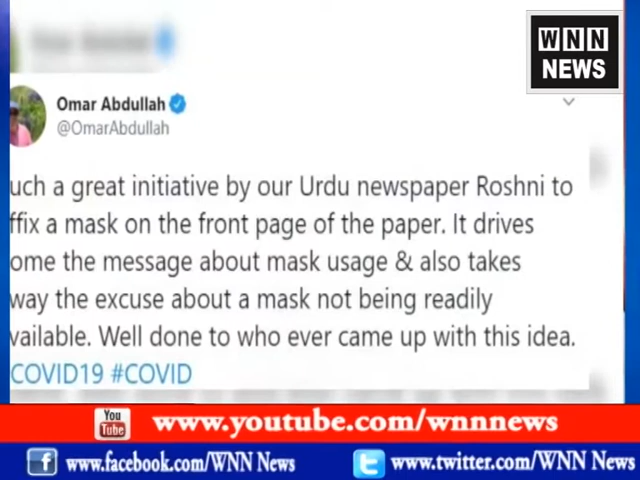 WNN
NEWS
Omar Abdullah
@OmarAbdullah
uch a great initiative by our Urdu newspaper Roshni to
ffix a mask on the front page of the paper. It drives
ome the message about mask usage & also takes
way the excuse about a mask not being readily
vailable. Well done to who ever came up with this idea.
COVID19 #COVID
You
Tube
www.youtube.com/wnnnews
f www.facebook.com/WNN News
www.twitter.com/WNN News